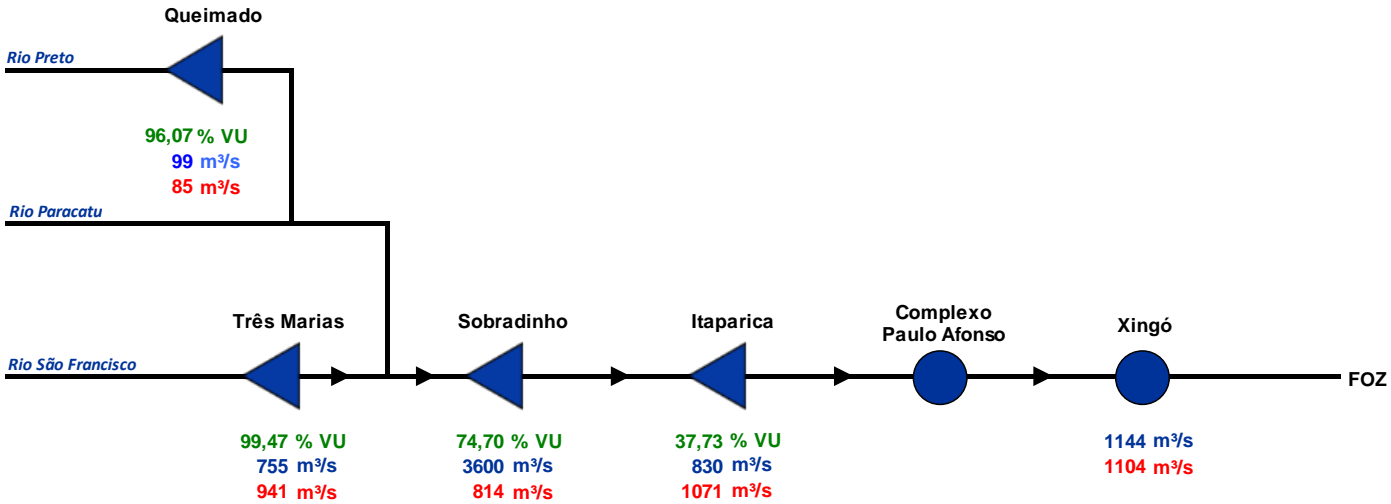 Queimado
Rio Preto
96,07 % VU
99 m³/s
85 m³/s
Rio Paracatu
Três Marias
Sobradinho
Itaparica
Complexo
Paulo Afonso
Xingó
Rio São Francisco
FOZ
99,47 % VU
755 m³/s
941 m³/s
74,70 % VU
3600 m³/s
814 m³/s
37,73 % VU
830 m³/s
1071 m³/s
1144 m³/s
1104 m³/s